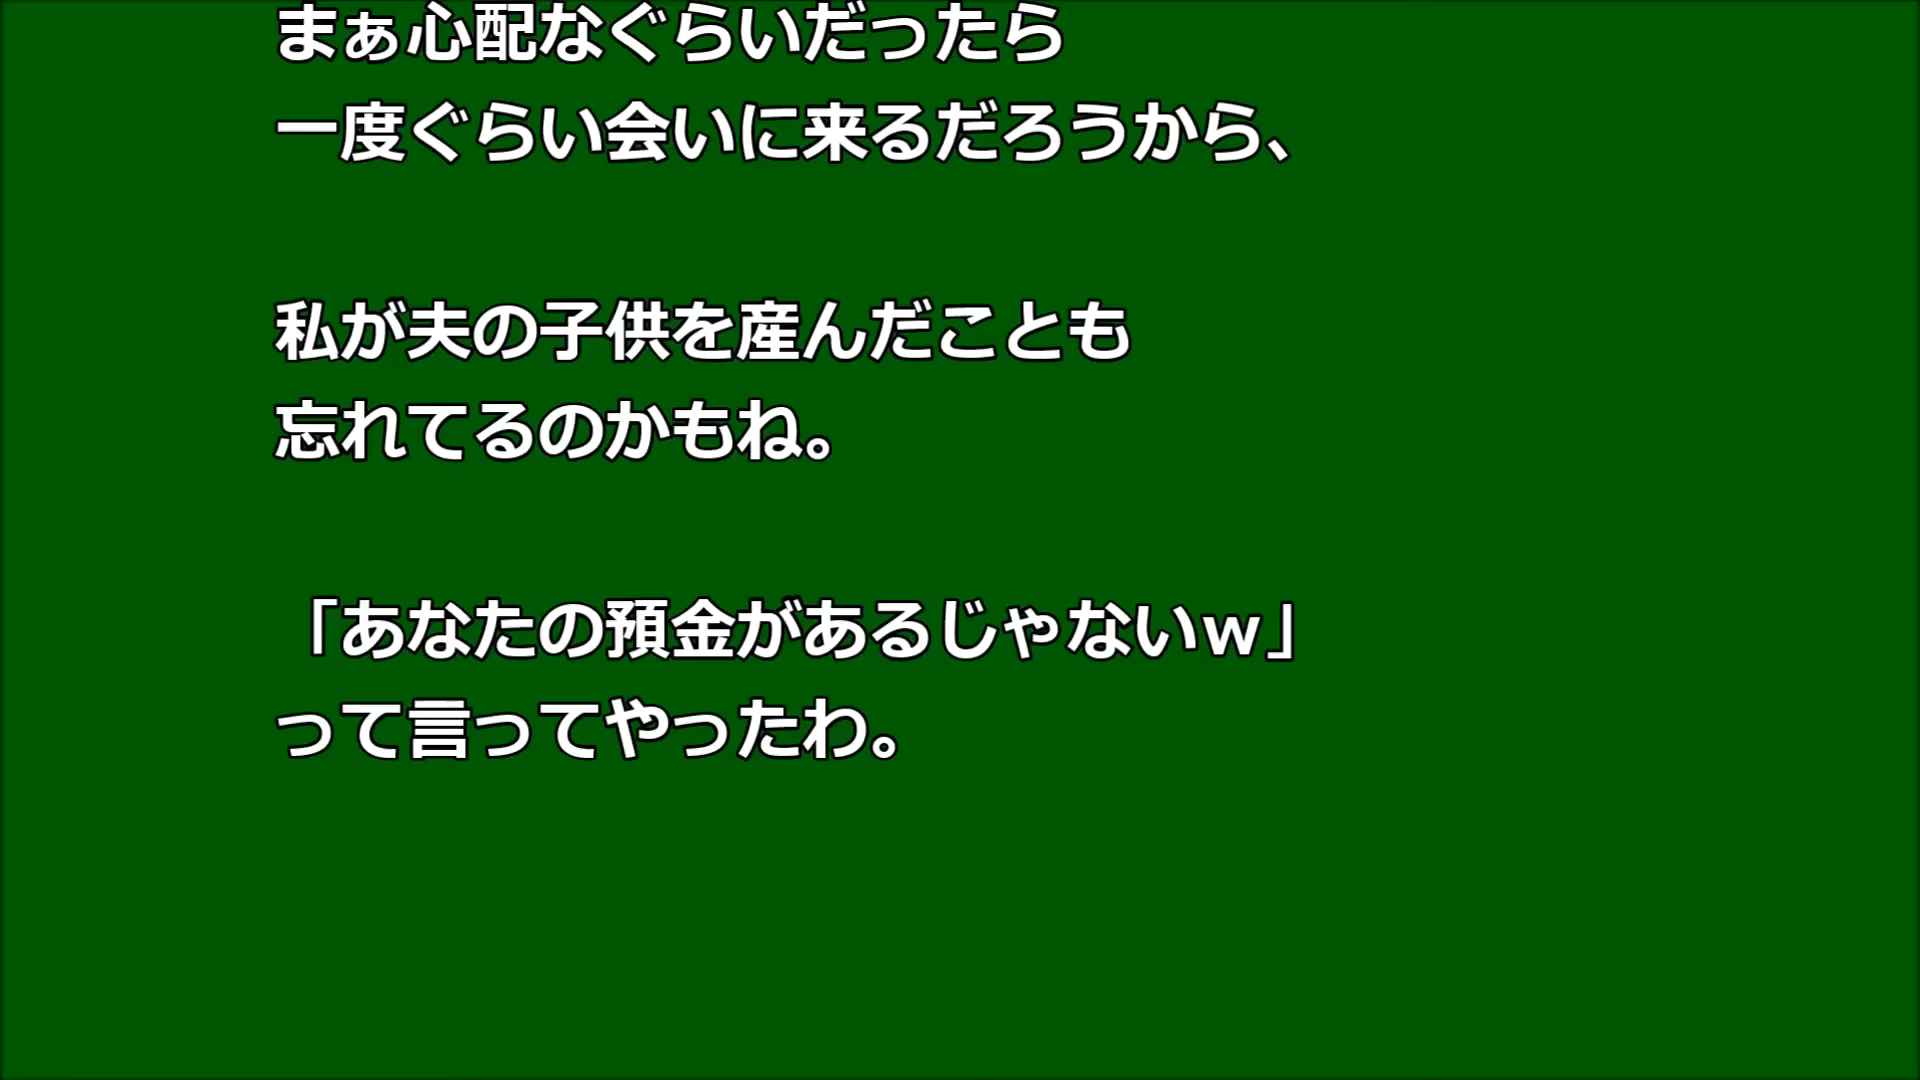 まぁ心配なぐらいだったら
一度ぐらい会いに来るだろうから、
私が夫の子供を産んだことも
忘れてるのかもね。
「あなたの預金があるじゃないｗ」
って言ってやったわ。